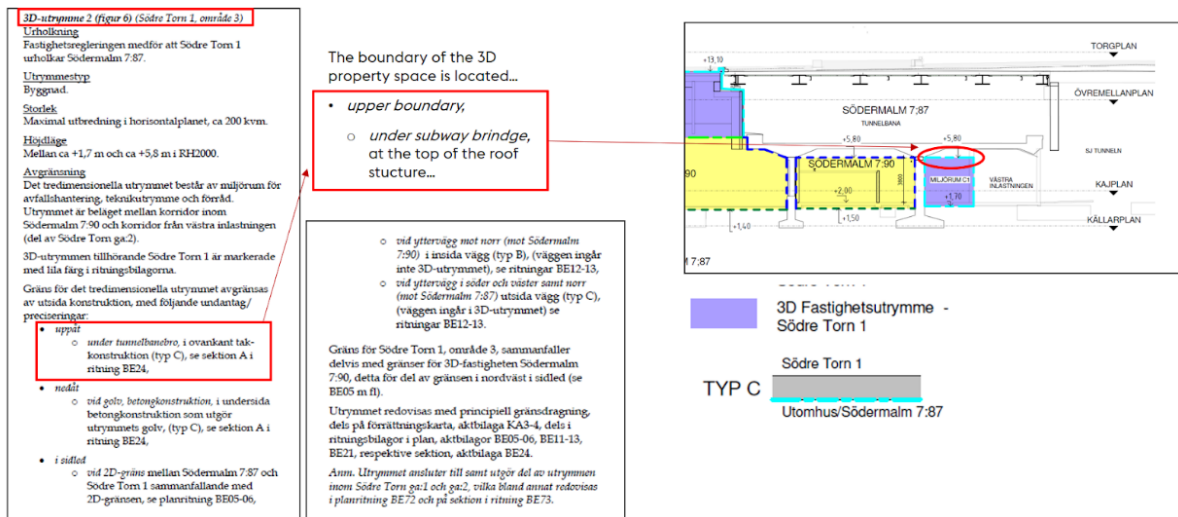 3D-utrymme 2 (figur 6) (Södre Torn 1, område 3)
Urholkning
Fastighetsregleringen medför att Södre Torn 1
urholkar Södermalm 7:87.
Utrymmestyp
Byggnad.
Storlek
Maximal utbredning i horisontalplanet, ca 200 kvm.
Höjdläge
Mellan ca +1,7 m och ca +5,8 m i RH2000.
Avgränsning
Det tredimensionella utrymmet består av miljörum för
avfallshantering, teknikutrymme och förråd.
Utrymmet är beläget mellan korridor inom
Södermalm 7:90 och korridor från västra inlastningen
(del av Södre Torn ga:2).
3D-utrymmen tillhörande Södre Torn 1 är markerade
med lila färg i ritningsbilagorna.
Gräns för det tredimensionella utrymmet avgränsas
av utsida konstruktion, med följande undantag/
preciseringar:
• uppåt
o under tunnelbanebro, i ovankant tak-
konstruktion (typ C), se sektion A i
ritning BE24,
• nedåt
o vid golv, betongkonstruktion, i undersida
betongkonstruktion som utgör
utrymmets golv, (typ C), se sektion A i
ritning BE24,
• i sidled
o vid 2D-gräns mellan Södermalm 7:87 och
Södre Torn 1 sammanfallande med
2D-gränsen, se planritning BE05-06,
The boundary of the 3D
property space is located...
• upper boundary,
o under subway brindge,
at the top of the roof
stucture...
o vid yttervägg mot norr (mot Södermalm
7:90) i insida vägg (typ B), (väggen ingår
inte 3D-utrymmet), se ritningar BE12-13,
o vid yttervägg i söder och väster samt norr
(mot Södermalm 7:87) utsida vägg (typ C),
(väggen ingår i 3D-utrymmet) se
ritningar BE12-13.
Gräns för Södre Torn 1, område 3, sammanfaller
delvis med gränser för 3D-fastigheten Södermalm
7:90, detta för del av gränsen i nordväst i sidled (se
BE05 m fl).
Utrymmet redovisas med principiell gränsdragning,
dels på förrättningskarta, aktbilaga KA3-4, dels i
ritningsbilagor i plan, aktbilagor BE05-06, BE11-13,
BE21, respektive sektion, aktbilaga BE24.
Anm. Utrymmet ansluter till samt utgör del av utrymmen
inom Södre Torn ga:1 och ga:2, vilka bland annat redovisas
i planritning BE72 och på sektion i ritning BE73.
TORGPLAN
+13,10
ÖVREMELLANPLAN
SÖDERMALM 7;87
TUNNELBANA
+5,80
+5,80
SJ TUNNELN
SÖDERMALM 7:90
90
3800
MILJÖRUM C1
VÄSTRA
INLASTNINGEN
KAJPLAN
+2,00
+1,70
+1,50
+1,40
KÄLLARPLAN
M 7:87
3D Fastighetsutrymme -
Södre Torn 1
Södre Torn 1
TYP C
Utomhus/Södermalm 7:87